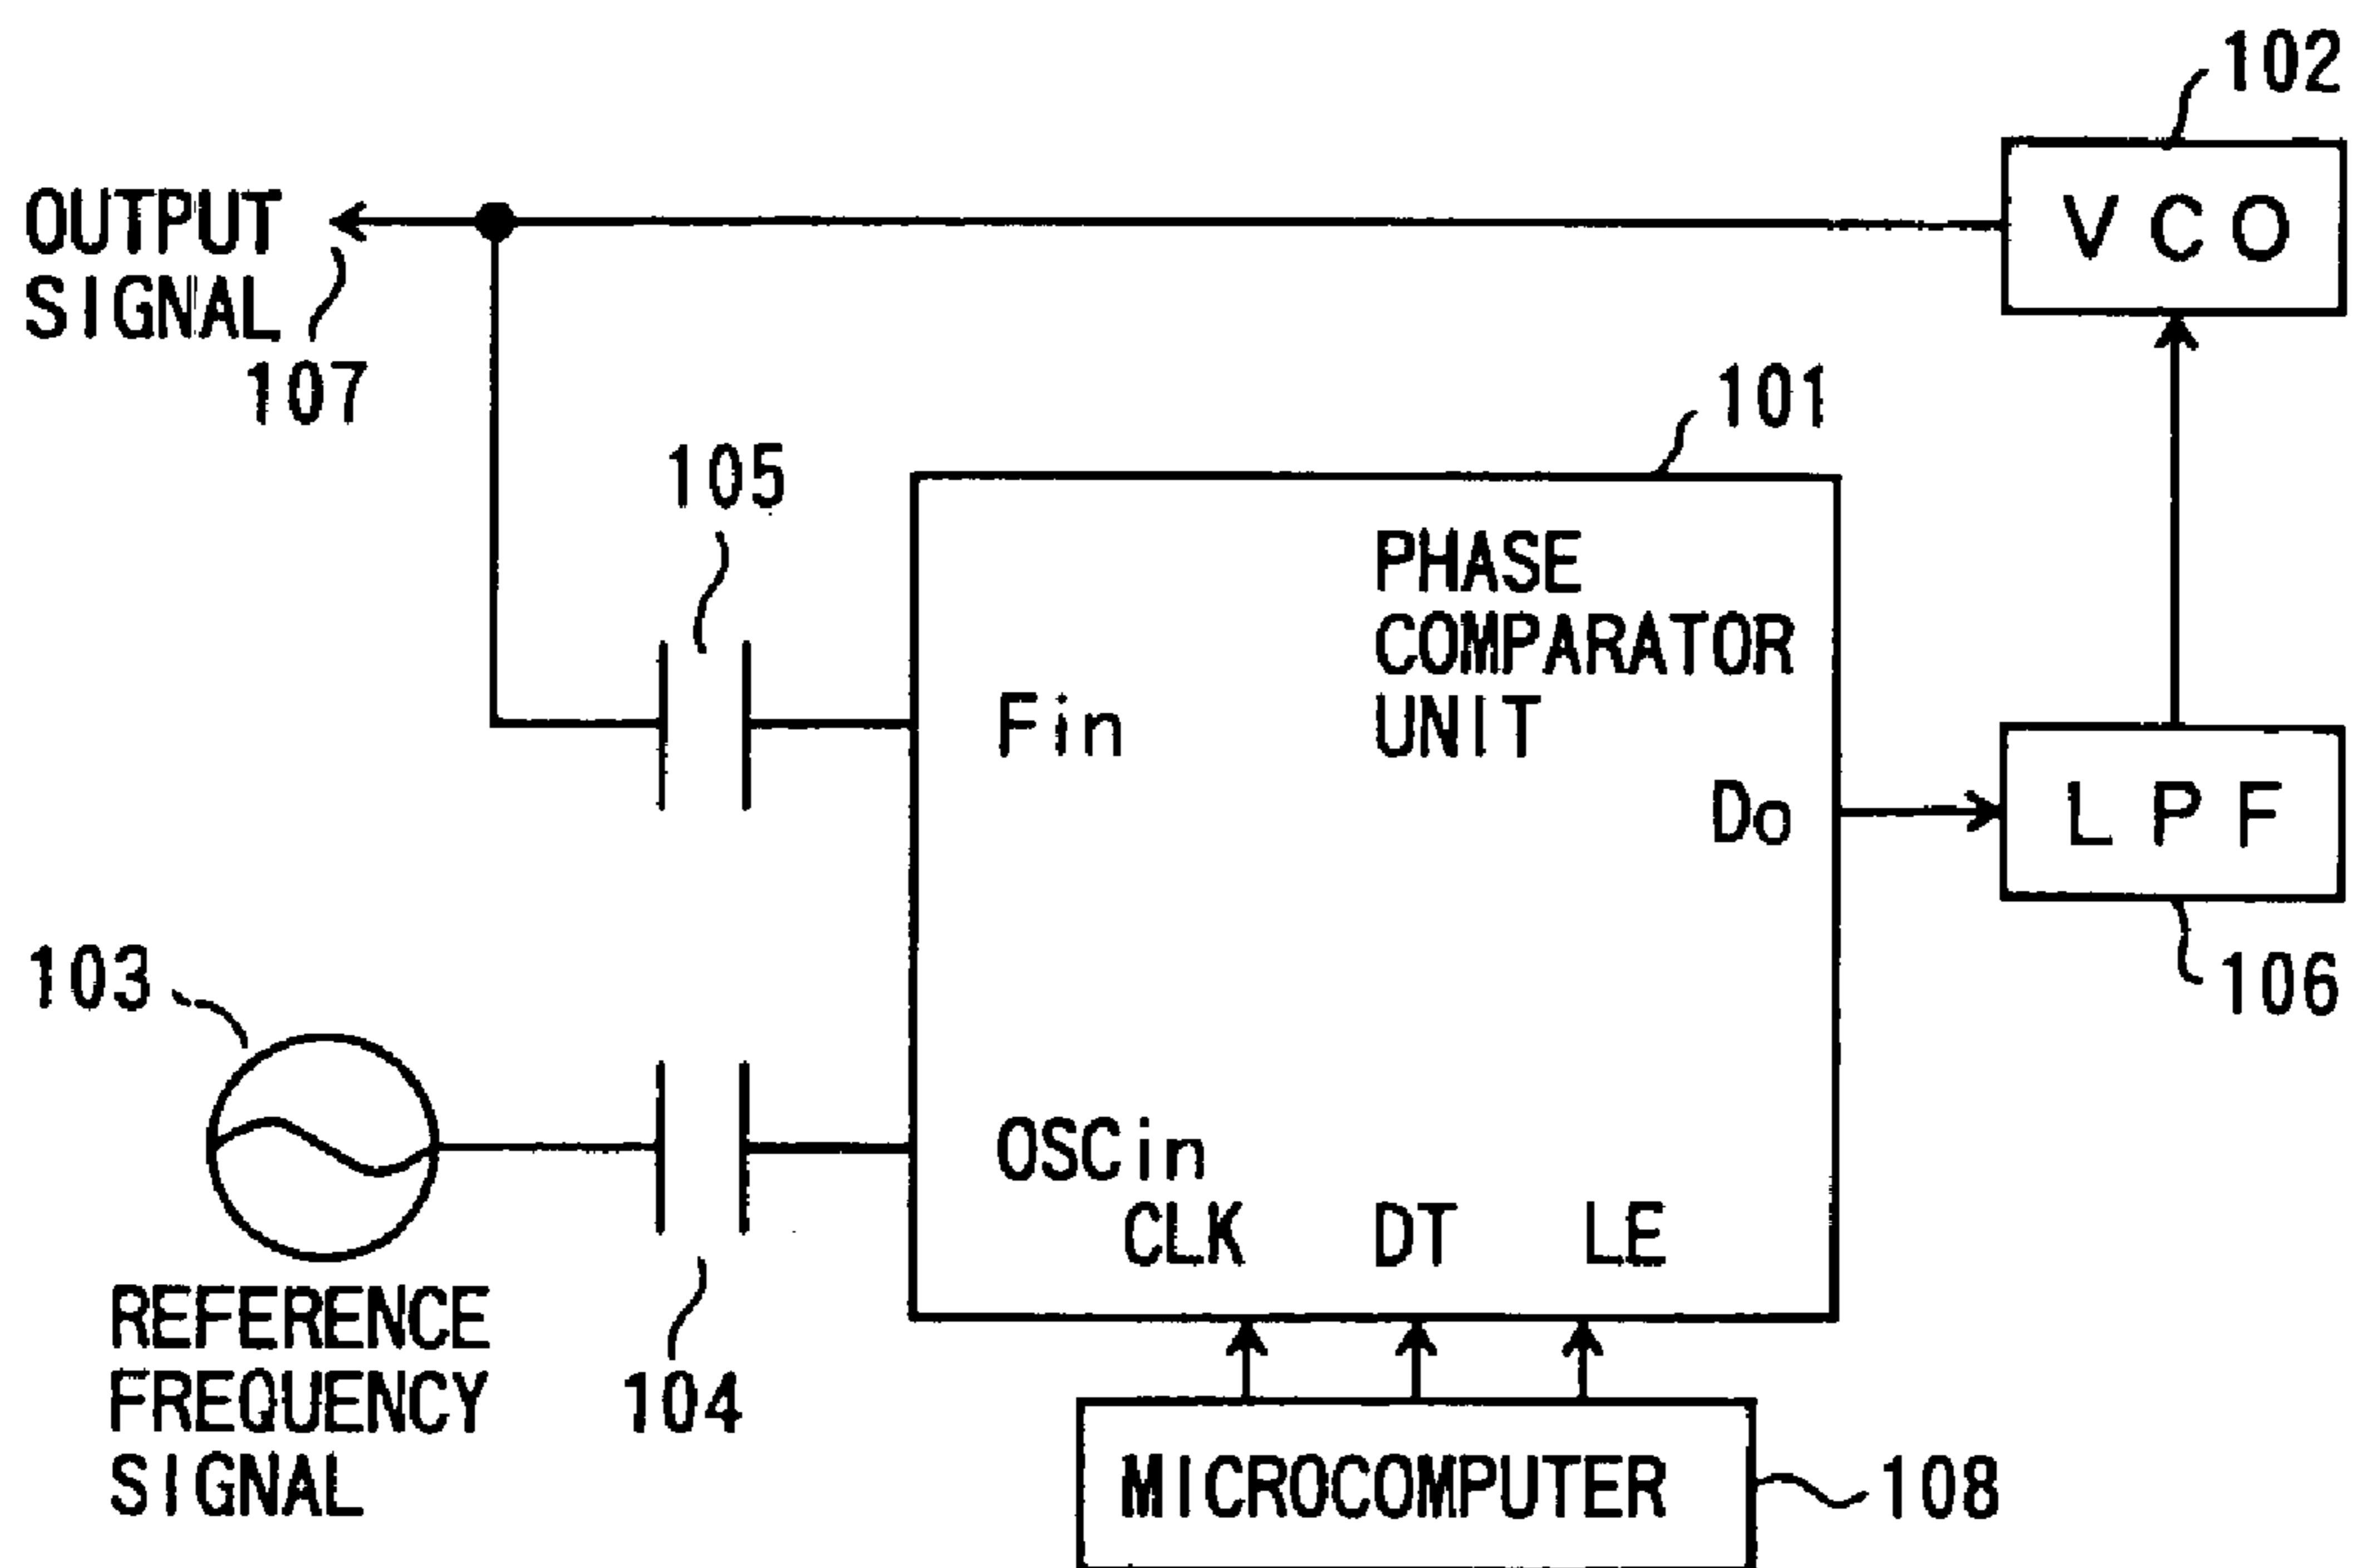 102
VCO
OUTPUT
SIGNAL
107
101
105
PHASE
COMPARATOR
UNIT
Fin
Do
LPF
103
106
OSCin
CLK DT LE
REFERENCE
FREQUENCY
SIGNAL
104
MICROCOMPUTER
108